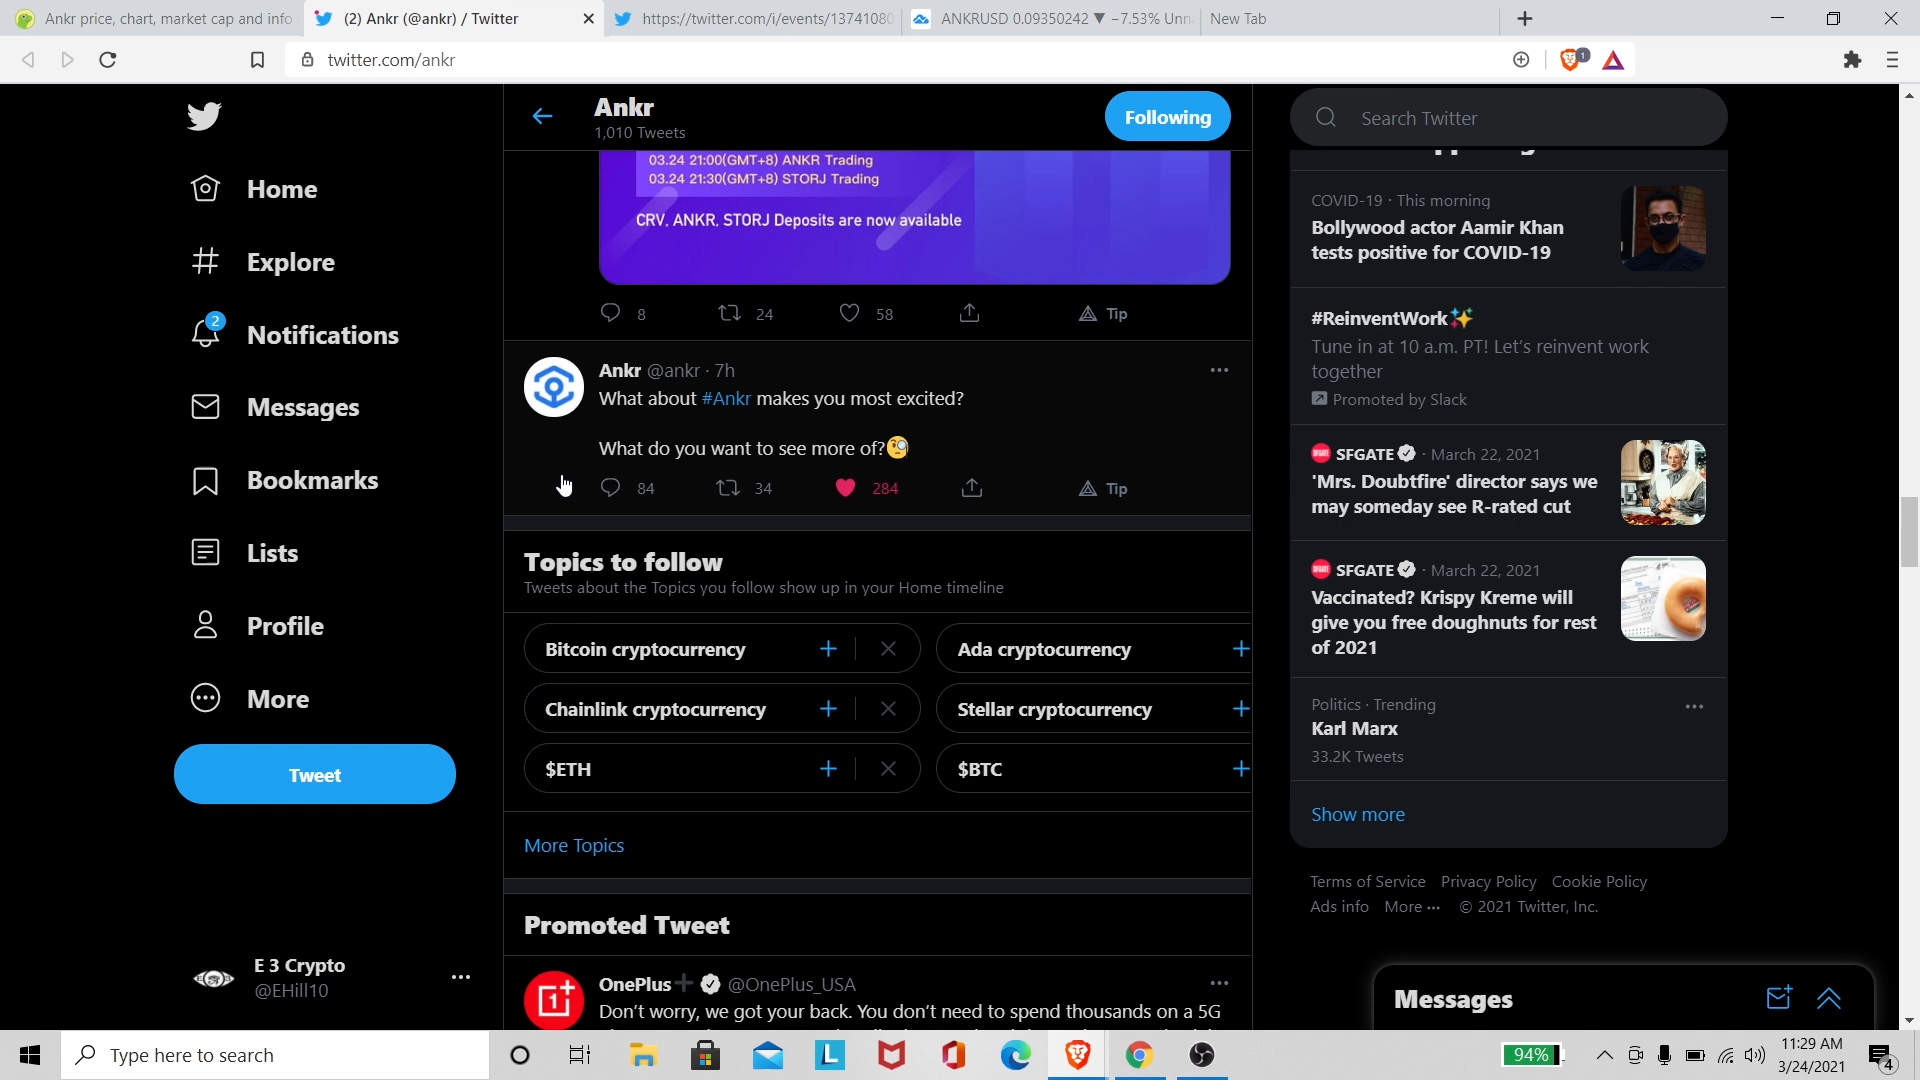 Ankr price, chart, market cap and info
(2) Ankr (@ankr) / Twitter
https://twitter.com/i/events/13741080
ANKRUSD 0.09350242 ▼ −7.53% Unn
New Tab
twitter.com/ankr
1
Home
Explore
2
Notifications
Messages
Bookmarks
Lists
Profile
More
Tweet
E 3 Crypto
@EHill10
Ankr
1,010 Tweets
Following
03.24 21:00(GMT+8) ANKR Trading
03.24 21:30(GMT+8) STORJ Trading
CRV, ANKR, STORJ Deposits are now available
8 24 58 Tip
Ankr @ankr · 7h
What about #Ankr makes you most excited?
What do you want to see more of?🧐
84 34 284 Tip
Topics to follow
Tweets about the Topics you follow show up in your Home timeline
Bitcoin cryptocurrency
Ada cryptocurrency
Chainlink cryptocurrency
Stellar cryptocurrency
$ETH
$BTC
More Topics
Promoted Tweet
OnePlus @OnePlus_USA
Don't worry, we got your back. You don't need to spend thousands on a 5G
Search Twitter
COVID-19 · This morning
Bollywood actor Aamir Khan
tests positive for COVID-19
#ReinventWork✨
Tune in at 10 a.m. PT! Let's reinvent work
together
Promoted by Slack
SFGATE · March 22, 2021
'Mrs. Doubtfire' director says we
may someday see R-rated cut
SFGATE · March 22, 2021
Vaccinated? Krispy Kreme will
give you free doughnuts for rest
of 2021
Politics · Trending
Karl Marx
33.2K Tweets
Show more
Terms of Service Privacy Policy Cookie Policy
Ads info More ··· © 2021 Twitter, Inc.
Messages
Type here to search
94%
11:29 AM
3/24/2021
4